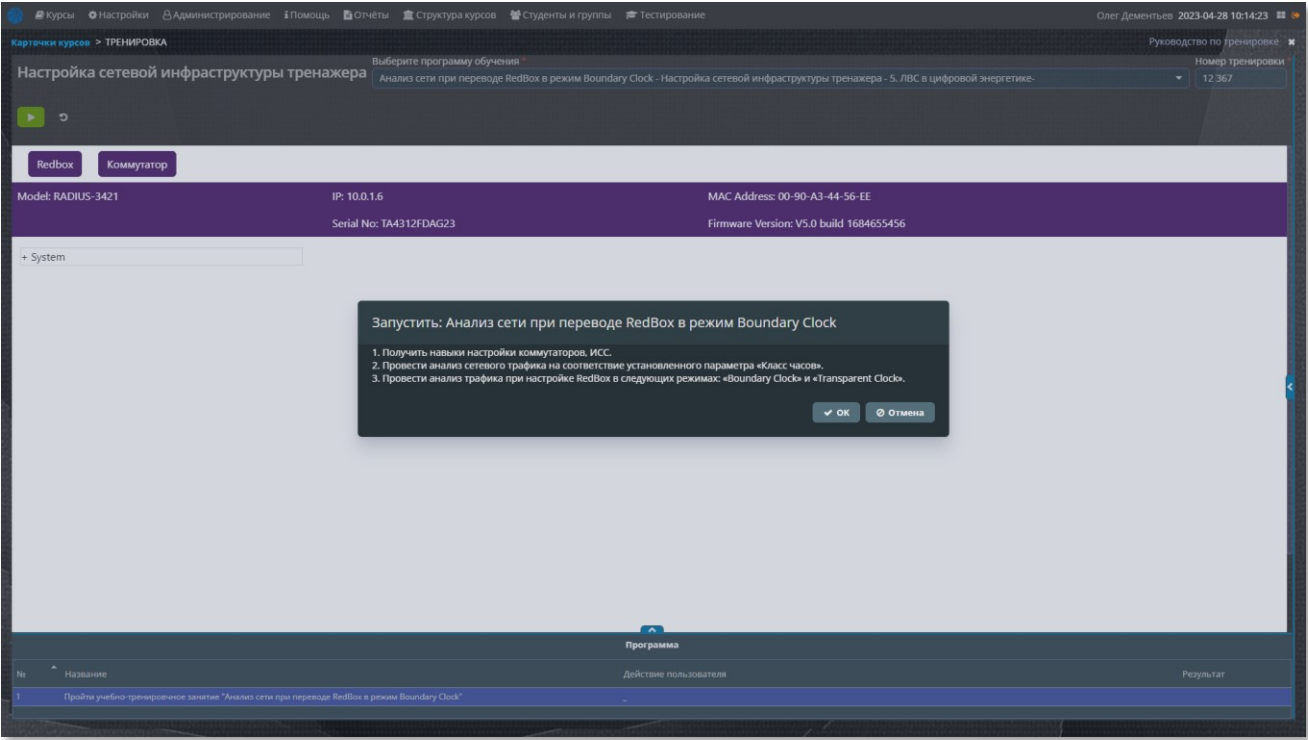 Курсы Настройки Администрирование Помощь Отчёты Структура курсов Студенты и группы Тестирование Олег Дементьев 2023-04-28 10:14:23
Карточки курсов > ТРЕНИРОВКА Руководство по тренировке
Выберите программу обучения * Номер тренировки *
Настройка сетевой инфраструктуры тренажера Анализ сети при переводе RedBox в режим Boundary Clock - Настройка сетевой инфраструктуры тренажера - 5. ЛВС в цифровой энергетике- 12 367
Redbox Коммутатор
Model: RADIUS-3421 IP: 10.0.1.6 MAC Address: 00-90-A3-44-56-EE
Serial No: TA4312FDAG23 Firmware Version: V5.0 build 1684655456
+ System
Запустить: Анализ сети при переводе RedBox в режим Boundary Clock
1. Получить навыки настройки коммутаторов, ИСС.
2. Провести анализ сетевого трафика на соответствие установленного параметра «Класс часов».
3. Провести анализ трафика при настройке RedBox в следующих режимах: «Boundary Clock» и «Transparent Clock».
ОК Отмена
Программа
№ Название Действие пользователя Результат
1 Пройти учебно-тренировочное занятие "Анализ сети при переводе RedBox в режим Boundary Clock" _